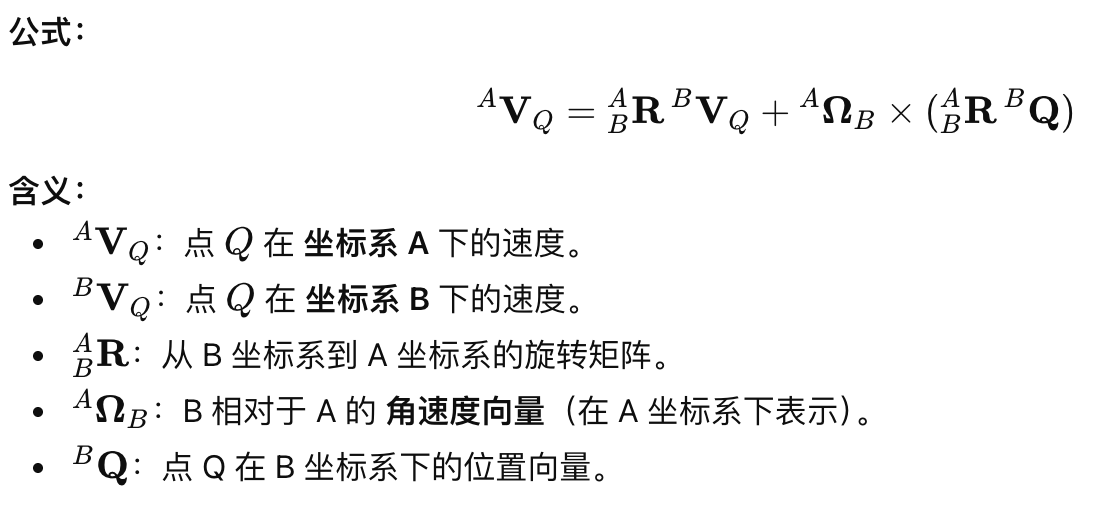 公式：
$^{A}\mathbf{V}_{Q} = {}^{A}_{B}\mathbf{R}\,{}^{B}\mathbf{V}_{Q} + {}^{A}\mathbf{\Omega}_{B} \times ({}^{A}_{B}\mathbf{R}\,{}^{B}\mathbf{Q})$
含义：
• $^{A}\mathbf{V}_{Q}$：点 $Q$ 在 坐标系 A 下的速度。
• $^{B}\mathbf{V}_{Q}$：点 $Q$ 在 坐标系 B 下的速度。
• $^{A}_{B}\mathbf{R}$：从 B 坐标系到 A 坐标系的旋转矩阵。
• $^{A}\mathbf{\Omega}_{B}$：B 相对于 A 的 角速度向量（在 A 坐标系下表示）。
• $^{B}\mathbf{Q}$：点 Q 在 B 坐标系下的位置向量。